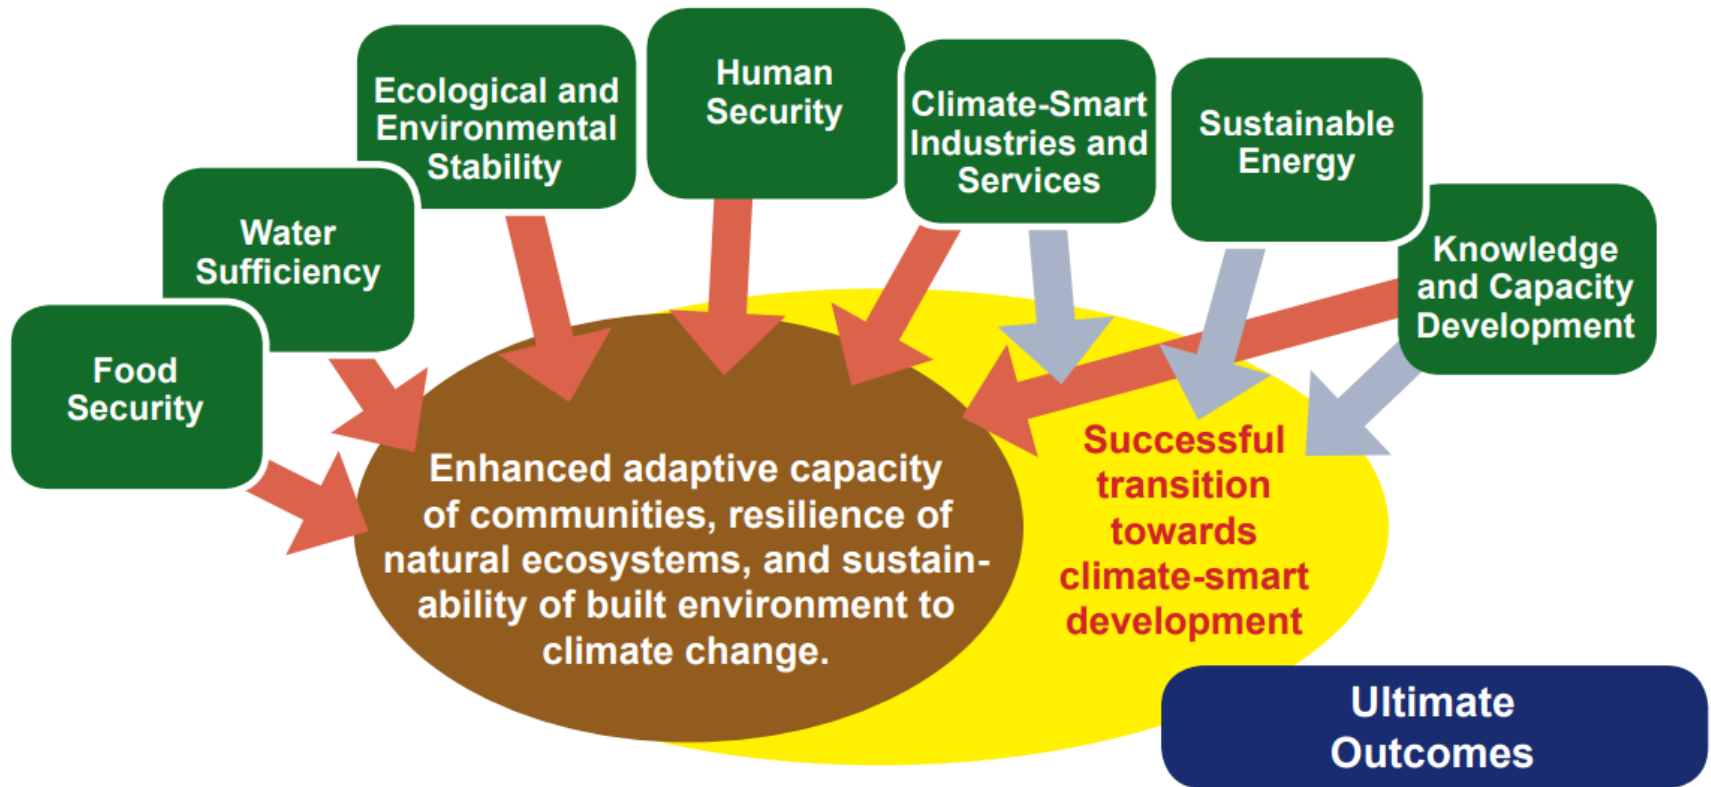 Food
Security
Water
Sufficiency
Ecological and
Environmental
Stability
Human
Security
Climate-Smart
Industries and
Services
Sustainable
Energy
Knowledge
and Capacity
Development
Enhanced adaptive capacity
of communities, resilience of
natural ecosystems, and sustain-
ability of built environment to
climate change.
Successful
transition
towards
climate-smart
development
Ultimate
Outcomes